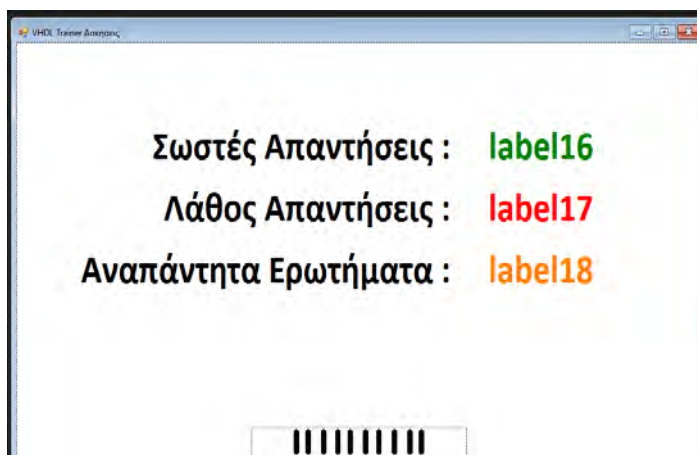 VHDL Trainer Ασκησεις
Σωστές Απαντήσεις : label16
Λάθος Απαντήσεις : label17
Αναπάντητα Ερωτήματα : label18